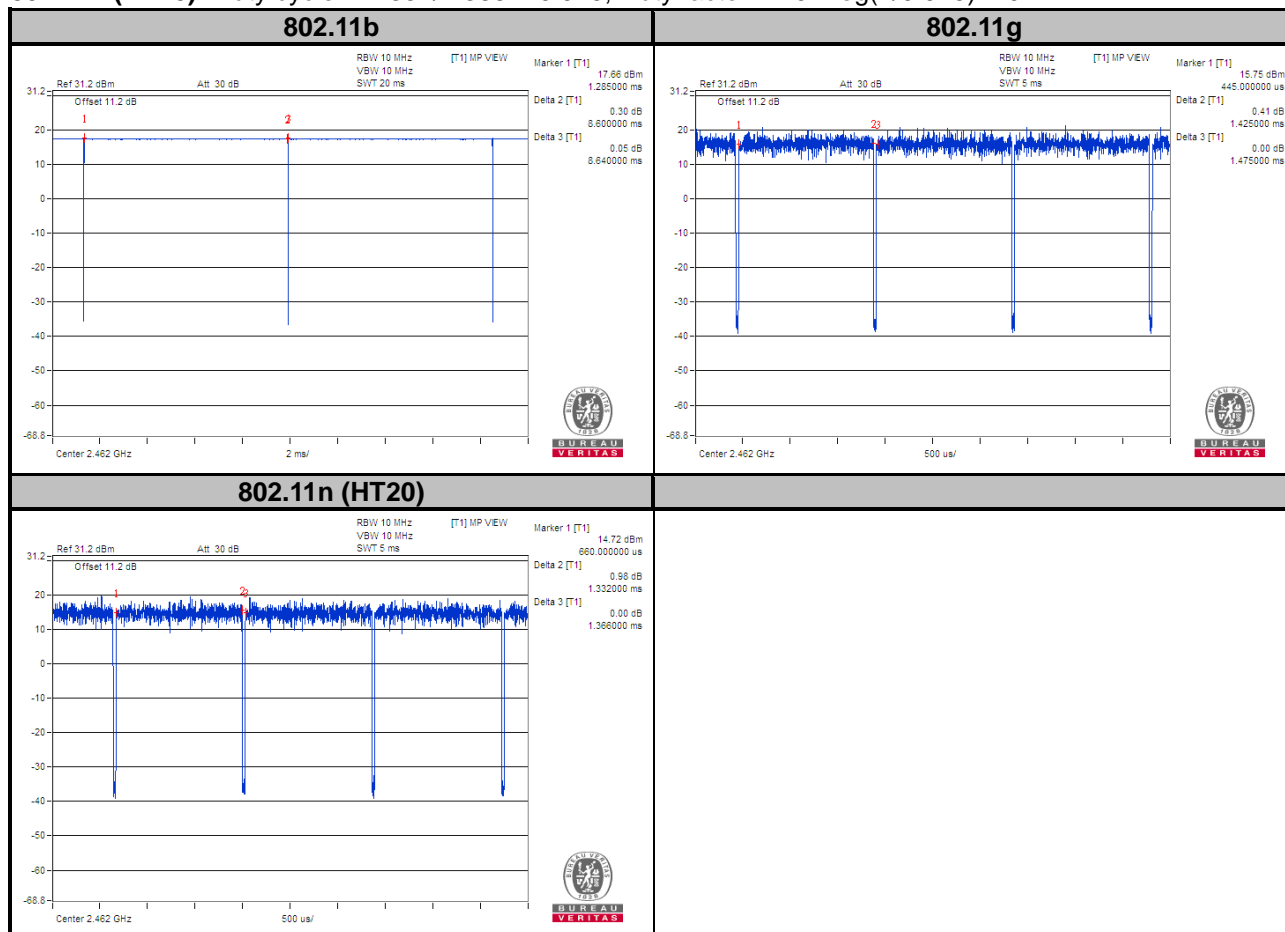 802.11b
802.11g
RBW 10 MHz
[T1] MP VIEW
VBW 10 MHz
Ref 31.2 dBm
Att 30 dB
SWT 20 ms
Marker 1 [T1]
17.66 dBm
1.285000 ms
Delta 2 [T1]
0.30 dB
8.600000 ms
Delta 3 [T1]
0.05 dB
8.640000 ms
31.2
Offset 11.2 dB
1
2
20
10
0
-10
-20
-30
-40
-50
-60
-68.8
Center 2.462 GHz
2 ms/
BUREAU
VERITAS
RBW 10 MHz
[T1] MP VIEW
VBW 10 MHz
Ref 31.2 dBm
Att 30 dB
SWT 5 ms
Marker 1 [T1]
15.75 dBm
445.000000 us
Delta 2 [T1]
0.41 dB
1.425000 ms
Delta 3 [T1]
0.00 dB
1.475000 ms
31.2
Offset 11.2 dB
1
23
20
10
0
-10
-20
-30
-40
-50
-60
-68.8
Center 2.462 GHz
500 us/
BUREAU
VERITAS
802.11n (HT20)
RBW 10 MHz
[T1] MP VIEW
VBW 10 MHz
Ref 31.2 dBm
Att 30 dB
SWT 5 ms
Marker 1 [T1]
14.72 dBm
660.000000 us
Delta 2 [T1]
0.98 dB
1.332000 ms
Delta 3 [T1]
0.00 dB
1.366000 ms
31.2
Offset 11.2 dB
1
23
20
10
0
-10
-20
-30
-40
-50
-60
-68.8
Center 2.462 GHz
500 us/
BUREAU
VERITAS